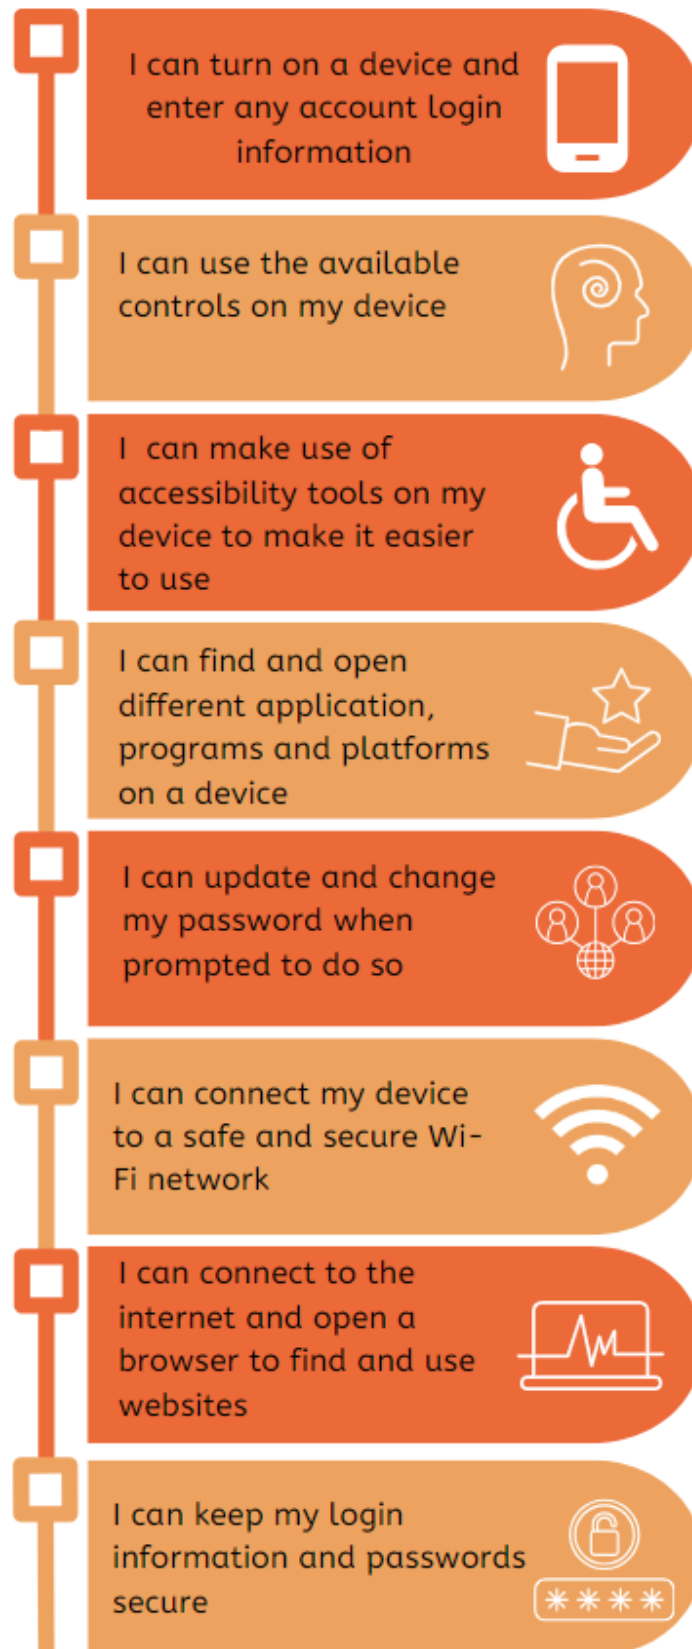 I can turn on a device and
enter any account login
information
I can use the available
controls on my device
I can make use of
accessibility tools on my
device to make it easier
to use
I can find and open
different application,
programs and platforms
on a device
I can update and change
my password when
prompted to do so
I can connect my device
to a safe and secure Wi-
Fi network
I can connect to the
internet and open a
browser to find and use
websites
I can keep my login
information and passwords
secure
****